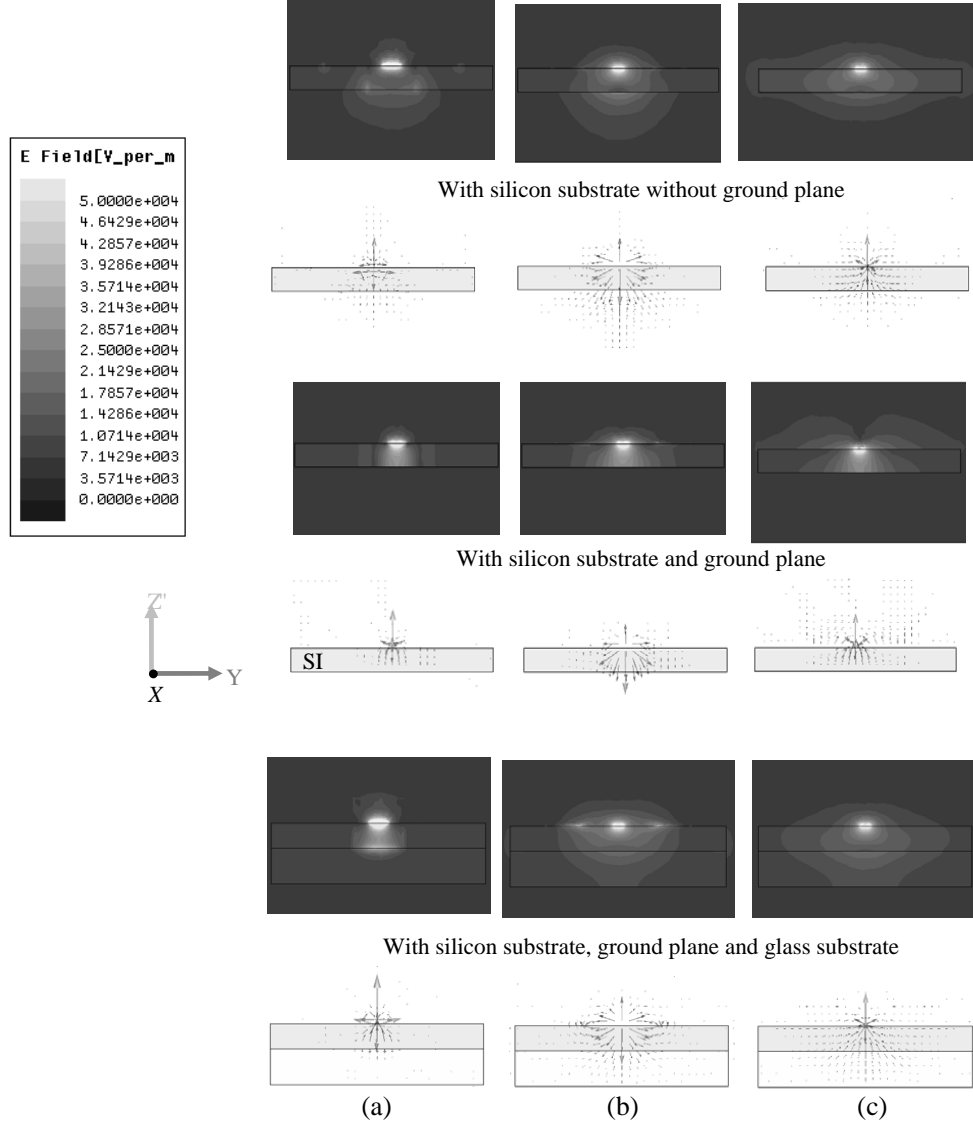 E Field[V_per_m
5.0000e+004
4.6429e+004
4.2857e+004
3.9286e+004
3.5714e+004
3.2143e+004
2.8571e+004
2.5000e+004
2.1429e+004
1.7857e+004
1.4286e+004
1.0714e+004
7.1429e+003
3.5714e+003
0.0000e+000
With silicon substrate without ground plane
With silicon substrate and ground plane
Z"
Y
X
SI
With silicon substrate, ground plane and glass substrate
(a) (b) (c)